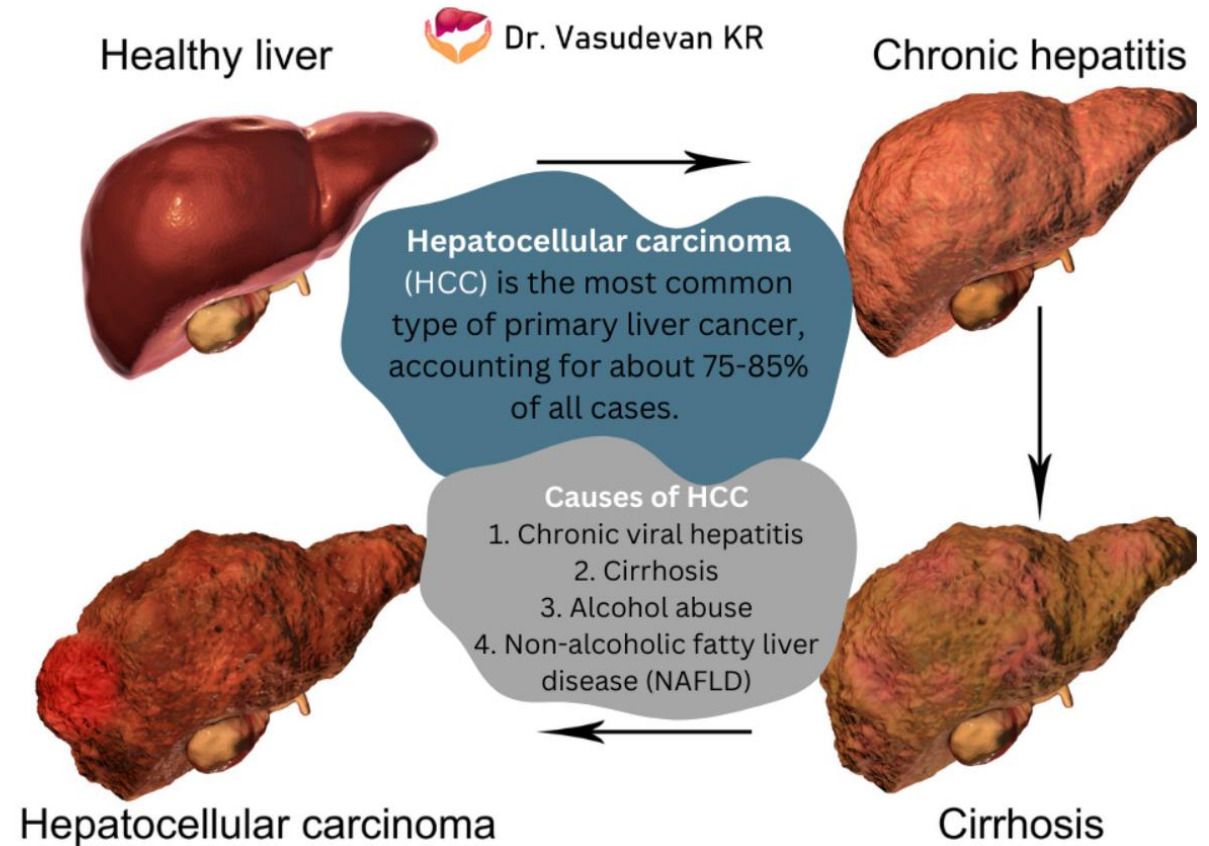 Dr. Vasudevan KR
Healthy liver
Chronic hepatitis
Hepatocellular carcinoma
(HCC) is the most common
type of primary liver cancer,
accounting for about 75-85%
of all cases.
Causes of HCC
1. Chronic viral hepatitis
2. Cirrhosis
3. Alcohol abuse
4. Non-alcoholic fatty liver
disease (NAFLD)
Hepatocellular carcinoma
Cirrhosis